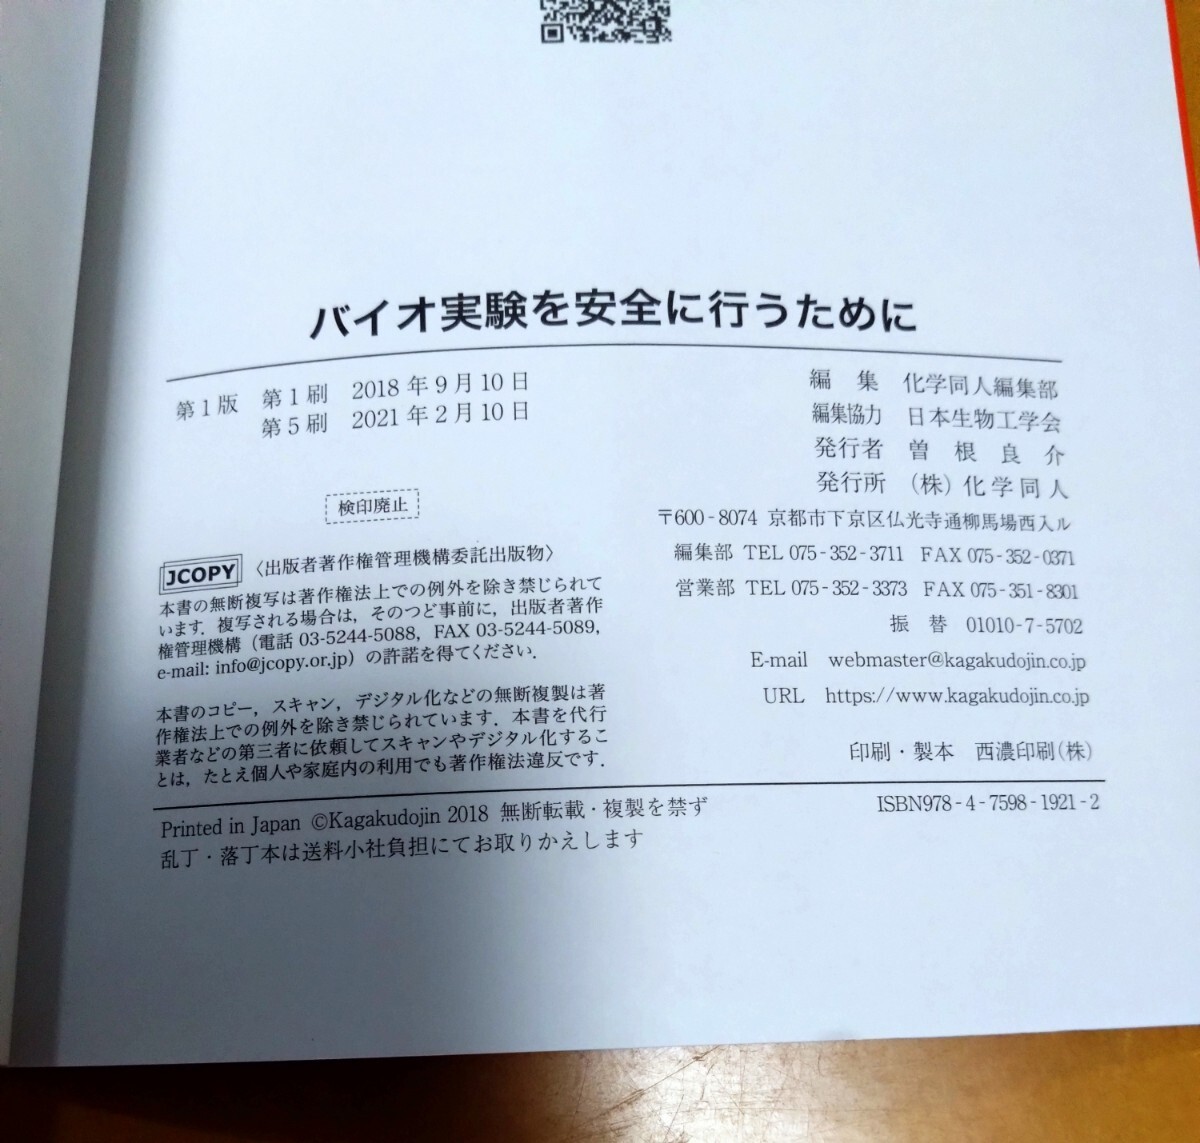 バイオ実験を安全に行うために
第1版 第1刷 2018年9月10日
第5刷 2021年2月10日
検印廃止
JCOPY 〈出版者著作権管理機構委託出版物〉
本書の無断複写は著作権法上での例外を除き禁じられて
います．複写される場合は，そのつど事前に，出版者著作
権管理機構（電話 03-5244-5088，FAX 03-5244-5089，
e-mail: info@jcopy.or.jp）の許諾を得てください．
本書のコピー，スキャン，デジタル化などの無断複製は著
作権法上での例外を除き禁じられています．本書を代行
業者などの第三者に依頼してスキャンやデジタル化するこ
とは，たとえ個人や家庭内の利用でも著作権法違反です．
編　集　化学同人編集部
編集協力　日本生物工学会
発行者　曽　根　良　介
発行所　（株）化学同人
〒600-8074 京都市下京区仏光寺通柳馬場西入ル
編集部 TEL 075-352-3711 FAX 075-352-0371
営業部 TEL 075-352-3373 FAX 075-351-8301
振　替　01010-7-5702
E-mail webmaster@kagakudojin.co.jp
URL https://www.kagakudojin.co.jp
印刷・製本　西濃印刷（株）
Printed in Japan ©Kagakudojin 2018 無断転載・複製を禁ず
乱丁・落丁本は送料小社負担にてお取りかえします
ISBN978-4-7598-1921-2